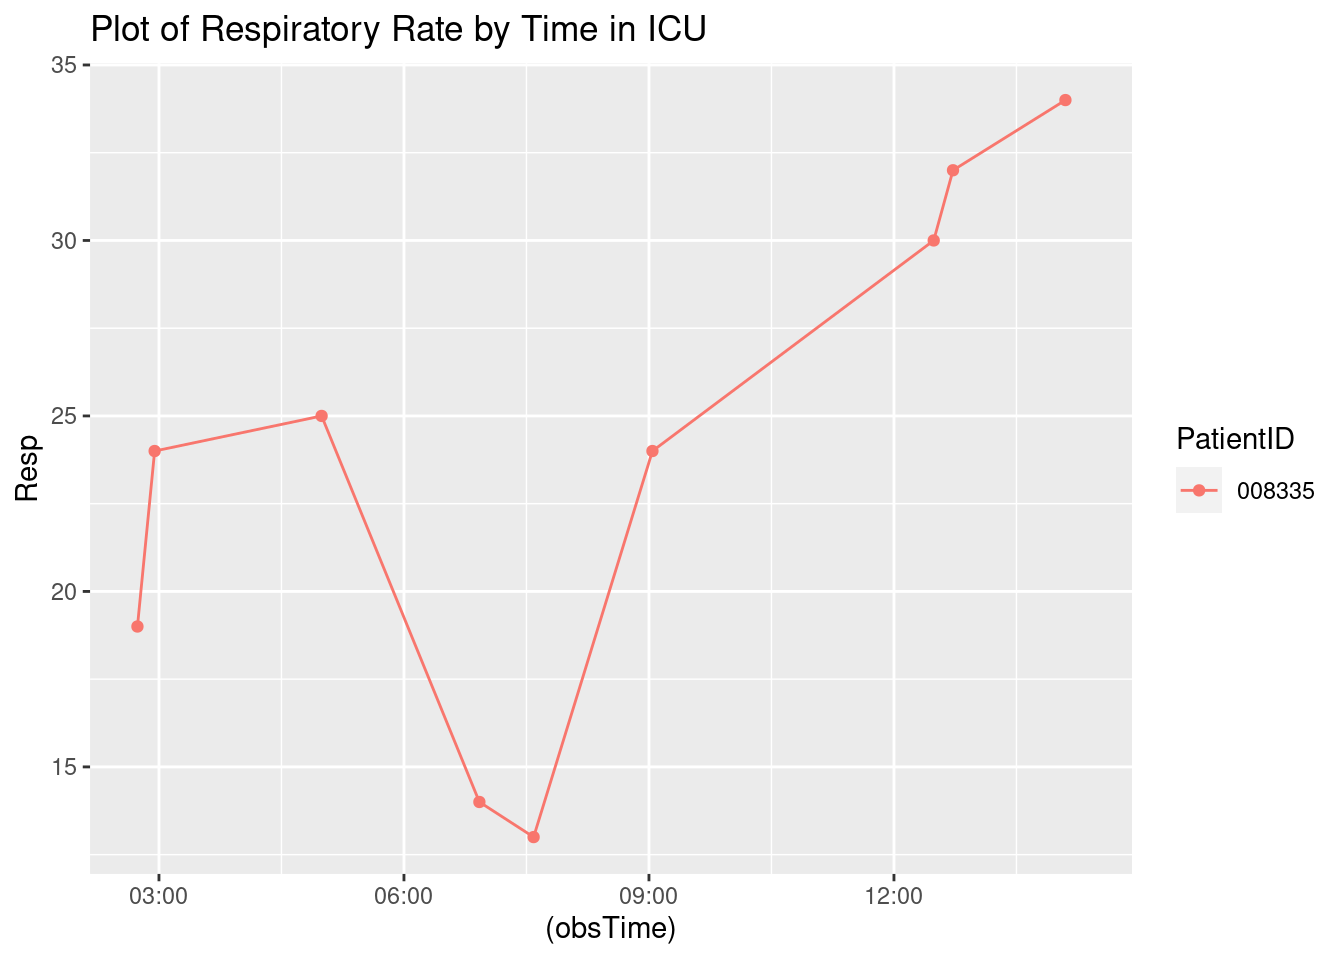 Plot of Respiratory Rate by Time in ICU
35
30
25
20
15
Resp
03:00 06:00 09:00 12:00
(obsTime)
PatientID
008335